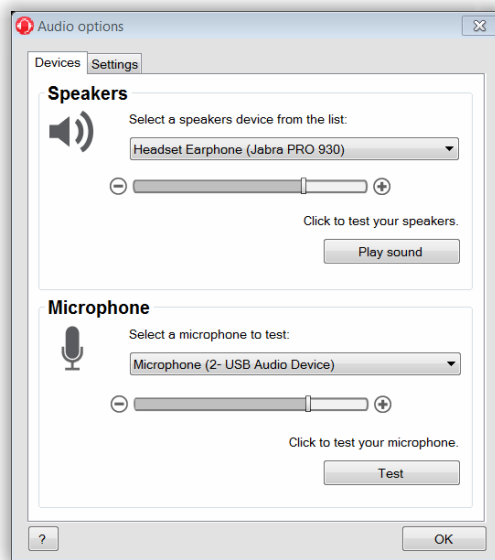 Audio options
Devices
Settings
Speakers
Select a speakers device from the list:
Headset Earphone (Jabra PRO 930)
Click to test your speakers.
Play sound
Microphone
Select a microphone to test:
Microphone (2- USB Audio Device)
Click to test your microphone.
Test
?
OK